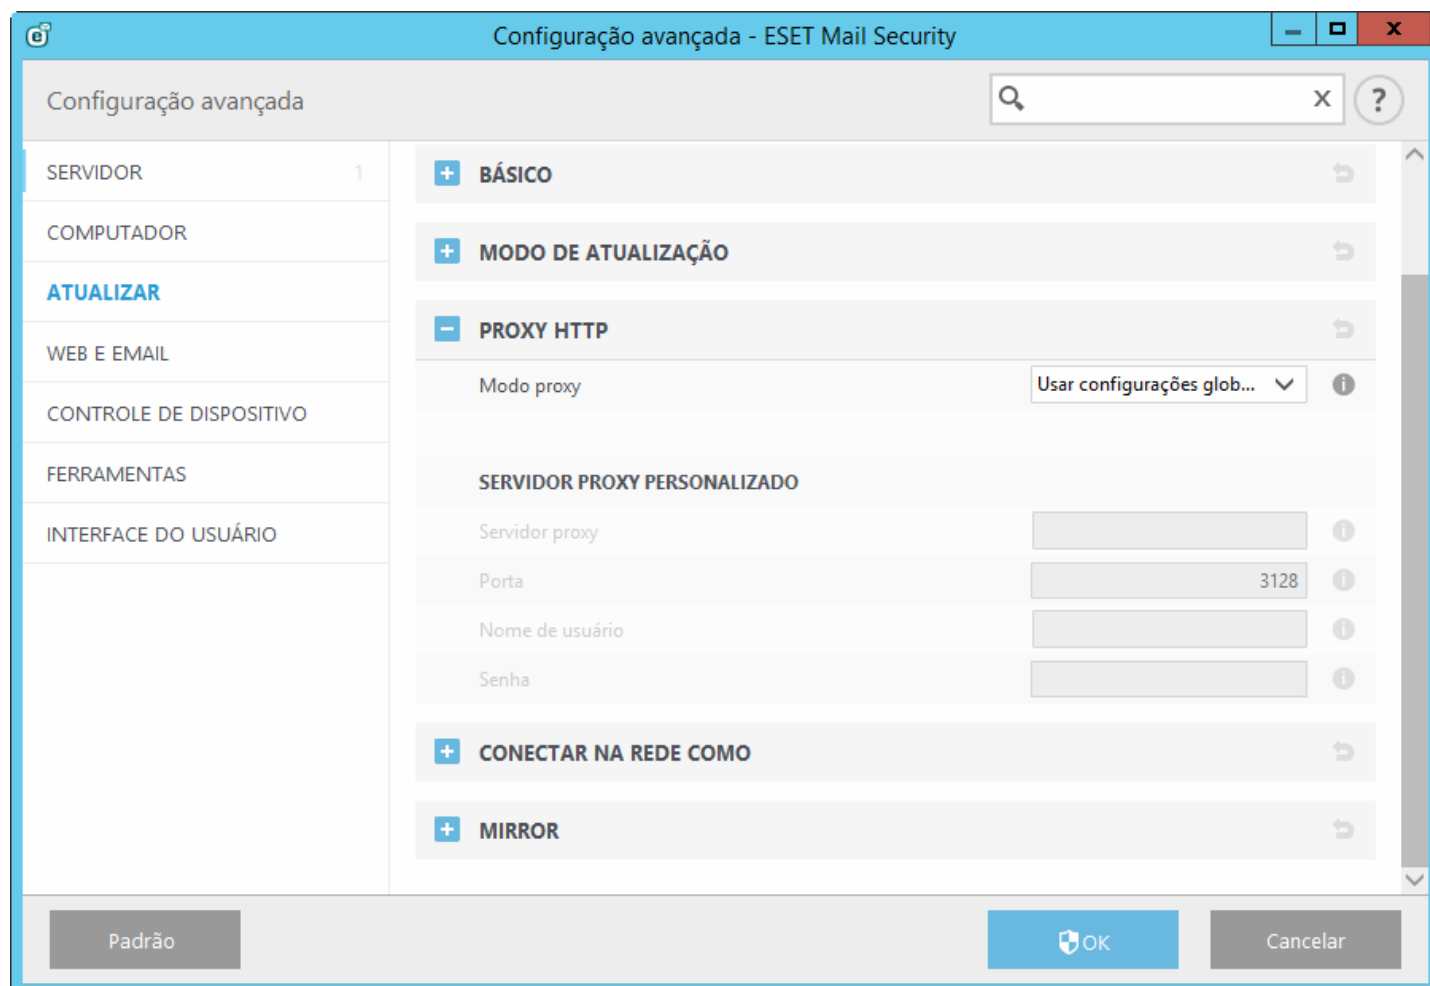 Configuração avançada - ESET Mail Security
Configuração avançada
SERVIDOR 1
COMPUTADOR
ATUALIZAR
WEB E EMAIL
CONTROLE DE DISPOSITIVO
FERRAMENTAS
INTERFACE DO USUÁRIO
BÁSICO
MODO DE ATUALIZAÇÃO
PROXY HTTP
Modo proxy Usar configurações glob...
SERVIDOR PROXY PERSONALIZADO
Servidor proxy
Porta 3128
Nome de usuário
Senha
CONECTAR NA REDE COMO
MIRROR
Padrão OK Cancelar